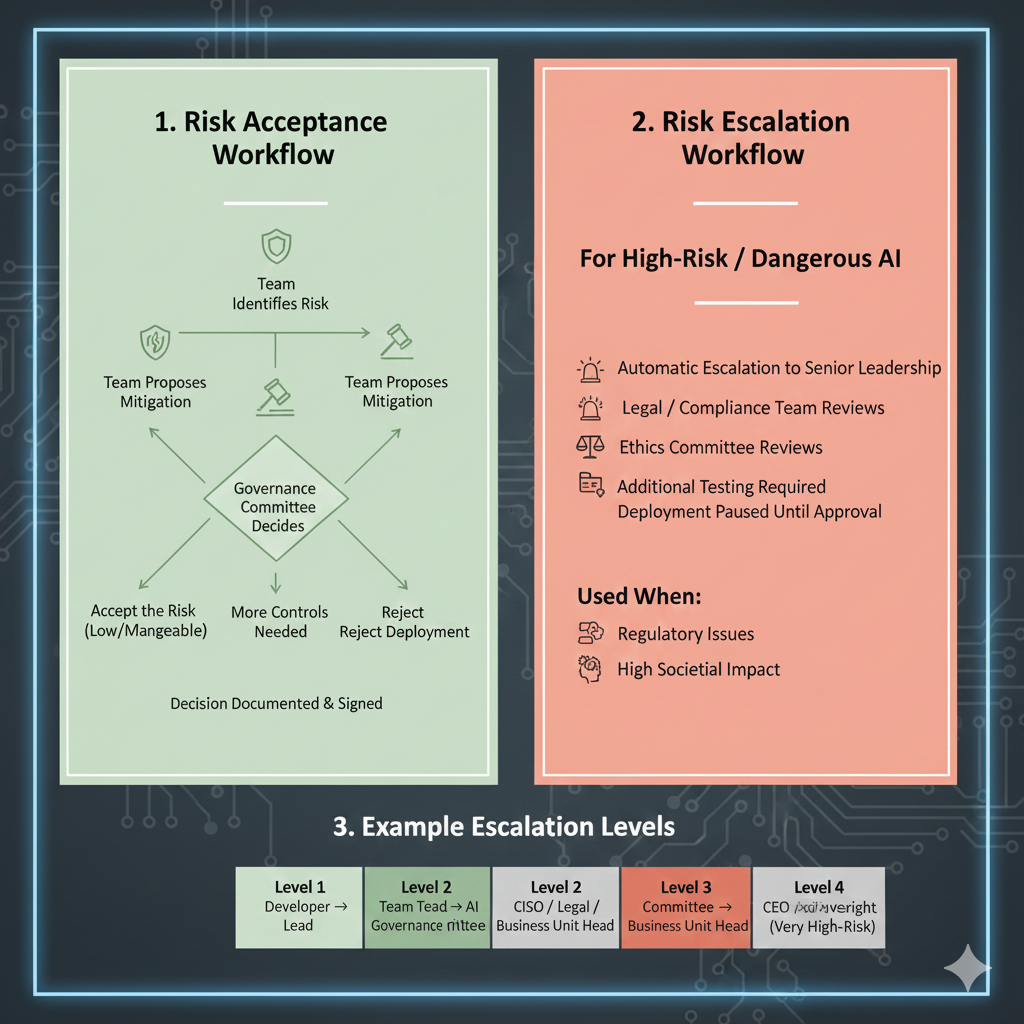 1. Risk Acceptance
Workflow
Team
Identifies Risk
Team Proposes
Mitigation
Team Proposes
Mitigation
Governance
Committee
Decides
Accept the Risk
(Low/Mangeable)
More Controls
Needed
Reject
Reject Deployment
Decision Documented & Signed
2. Risk Escalation
Workflow
For High-Risk / Dangerous AI
Automatic Escalation to Senior Leadership
Legal / Compliance Team Reviews
Ethics Committee Reviews
Additional Testing Required
Deployment Paused Until Approval
Used When:
Regulatory Issues
High Societial Impact
3. Example Escalation Levels
Level 1
Developer →
Lead
Level 2
Team Tead → AI
Governance
Level 2
CISO / Legal /
Business Unit Head
Level 3
Committee →
Business Unit Head
Level 4
CEO
(Very High-Risk)